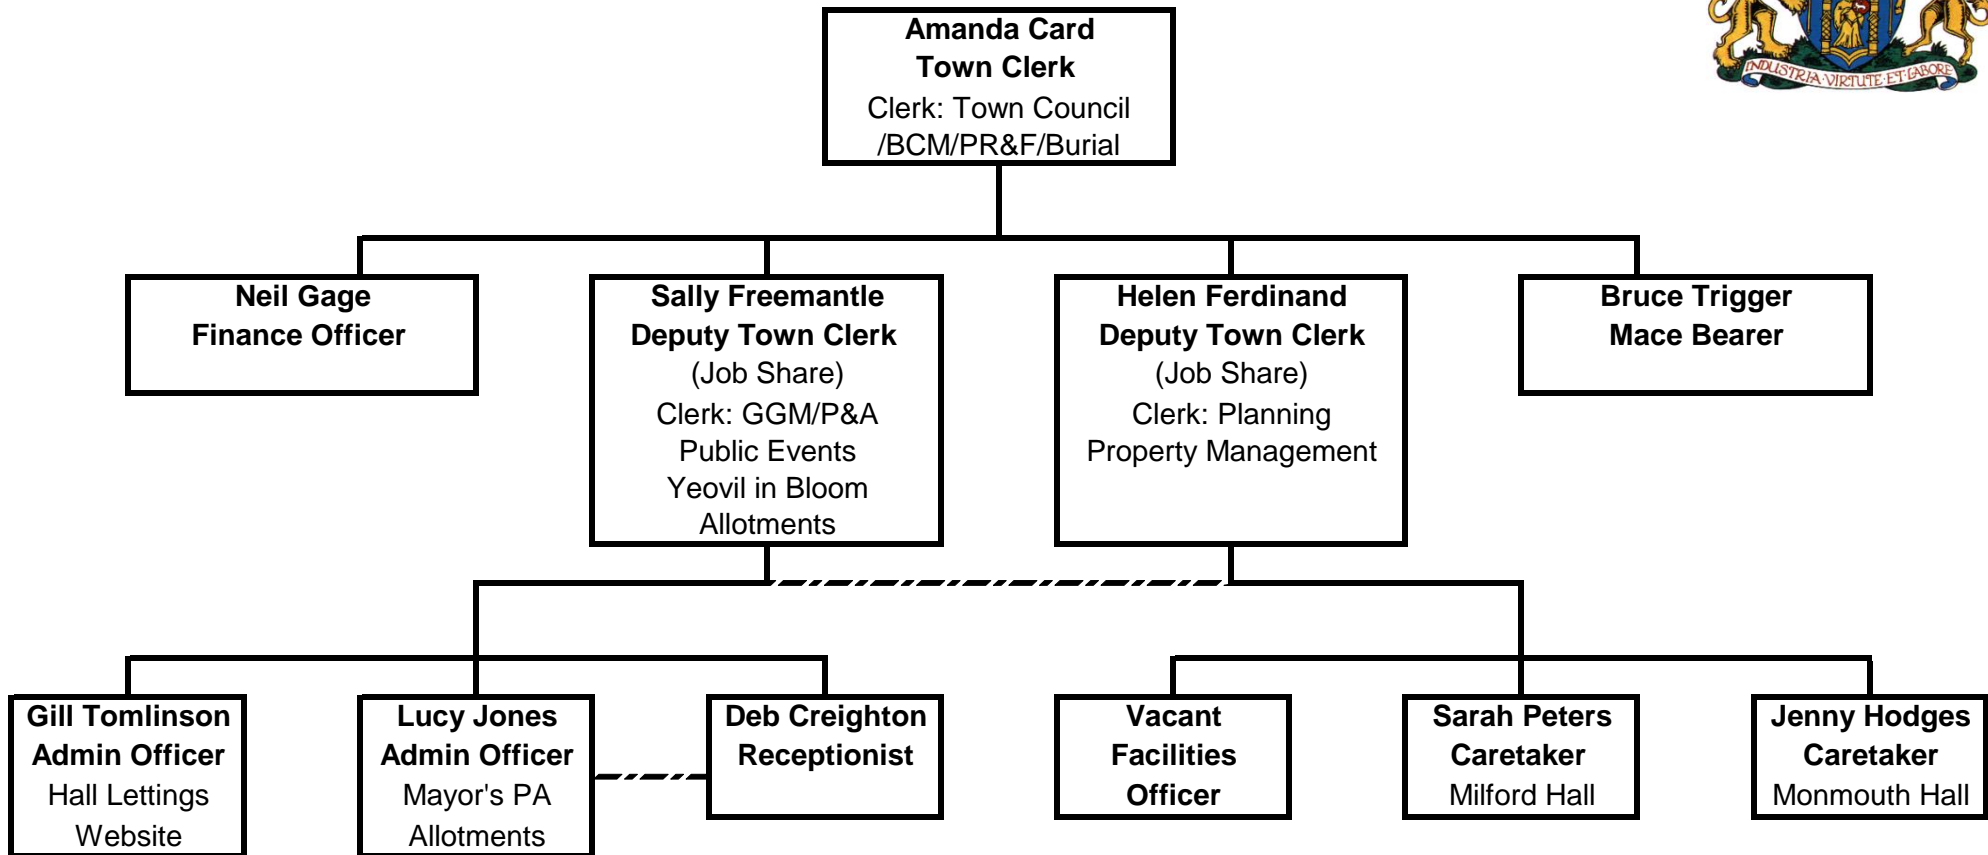 Amanda Card
Town Clerk
Clerk: Town Council
/BCM/PR&F/Burial
INDUSTRIA VIRTUTE ET LABORE
Neil Gage
Finance Officer
Sally Freemantle
Deputy Town Clerk
(Job Share)
Clerk: GGM/P&A
Public Events
Yeovil in Bloom
Allotments
Helen Ferdinand
Deputy Town Clerk
(Job Share)
Clerk: Planning
Property Management
Bruce Trigger
Mace Bearer
Gill Tomlinson
Admin Officer
Hall Lettings
Website
Lucy Jones
Admin Officer
Mayor's PA
Allotments
Deb Creighton
Receptionist
Vacant
Facilities
Officer
Sarah Peters
Caretaker
Milford Hall
Jenny Hodges
Caretaker
Monmouth Hall